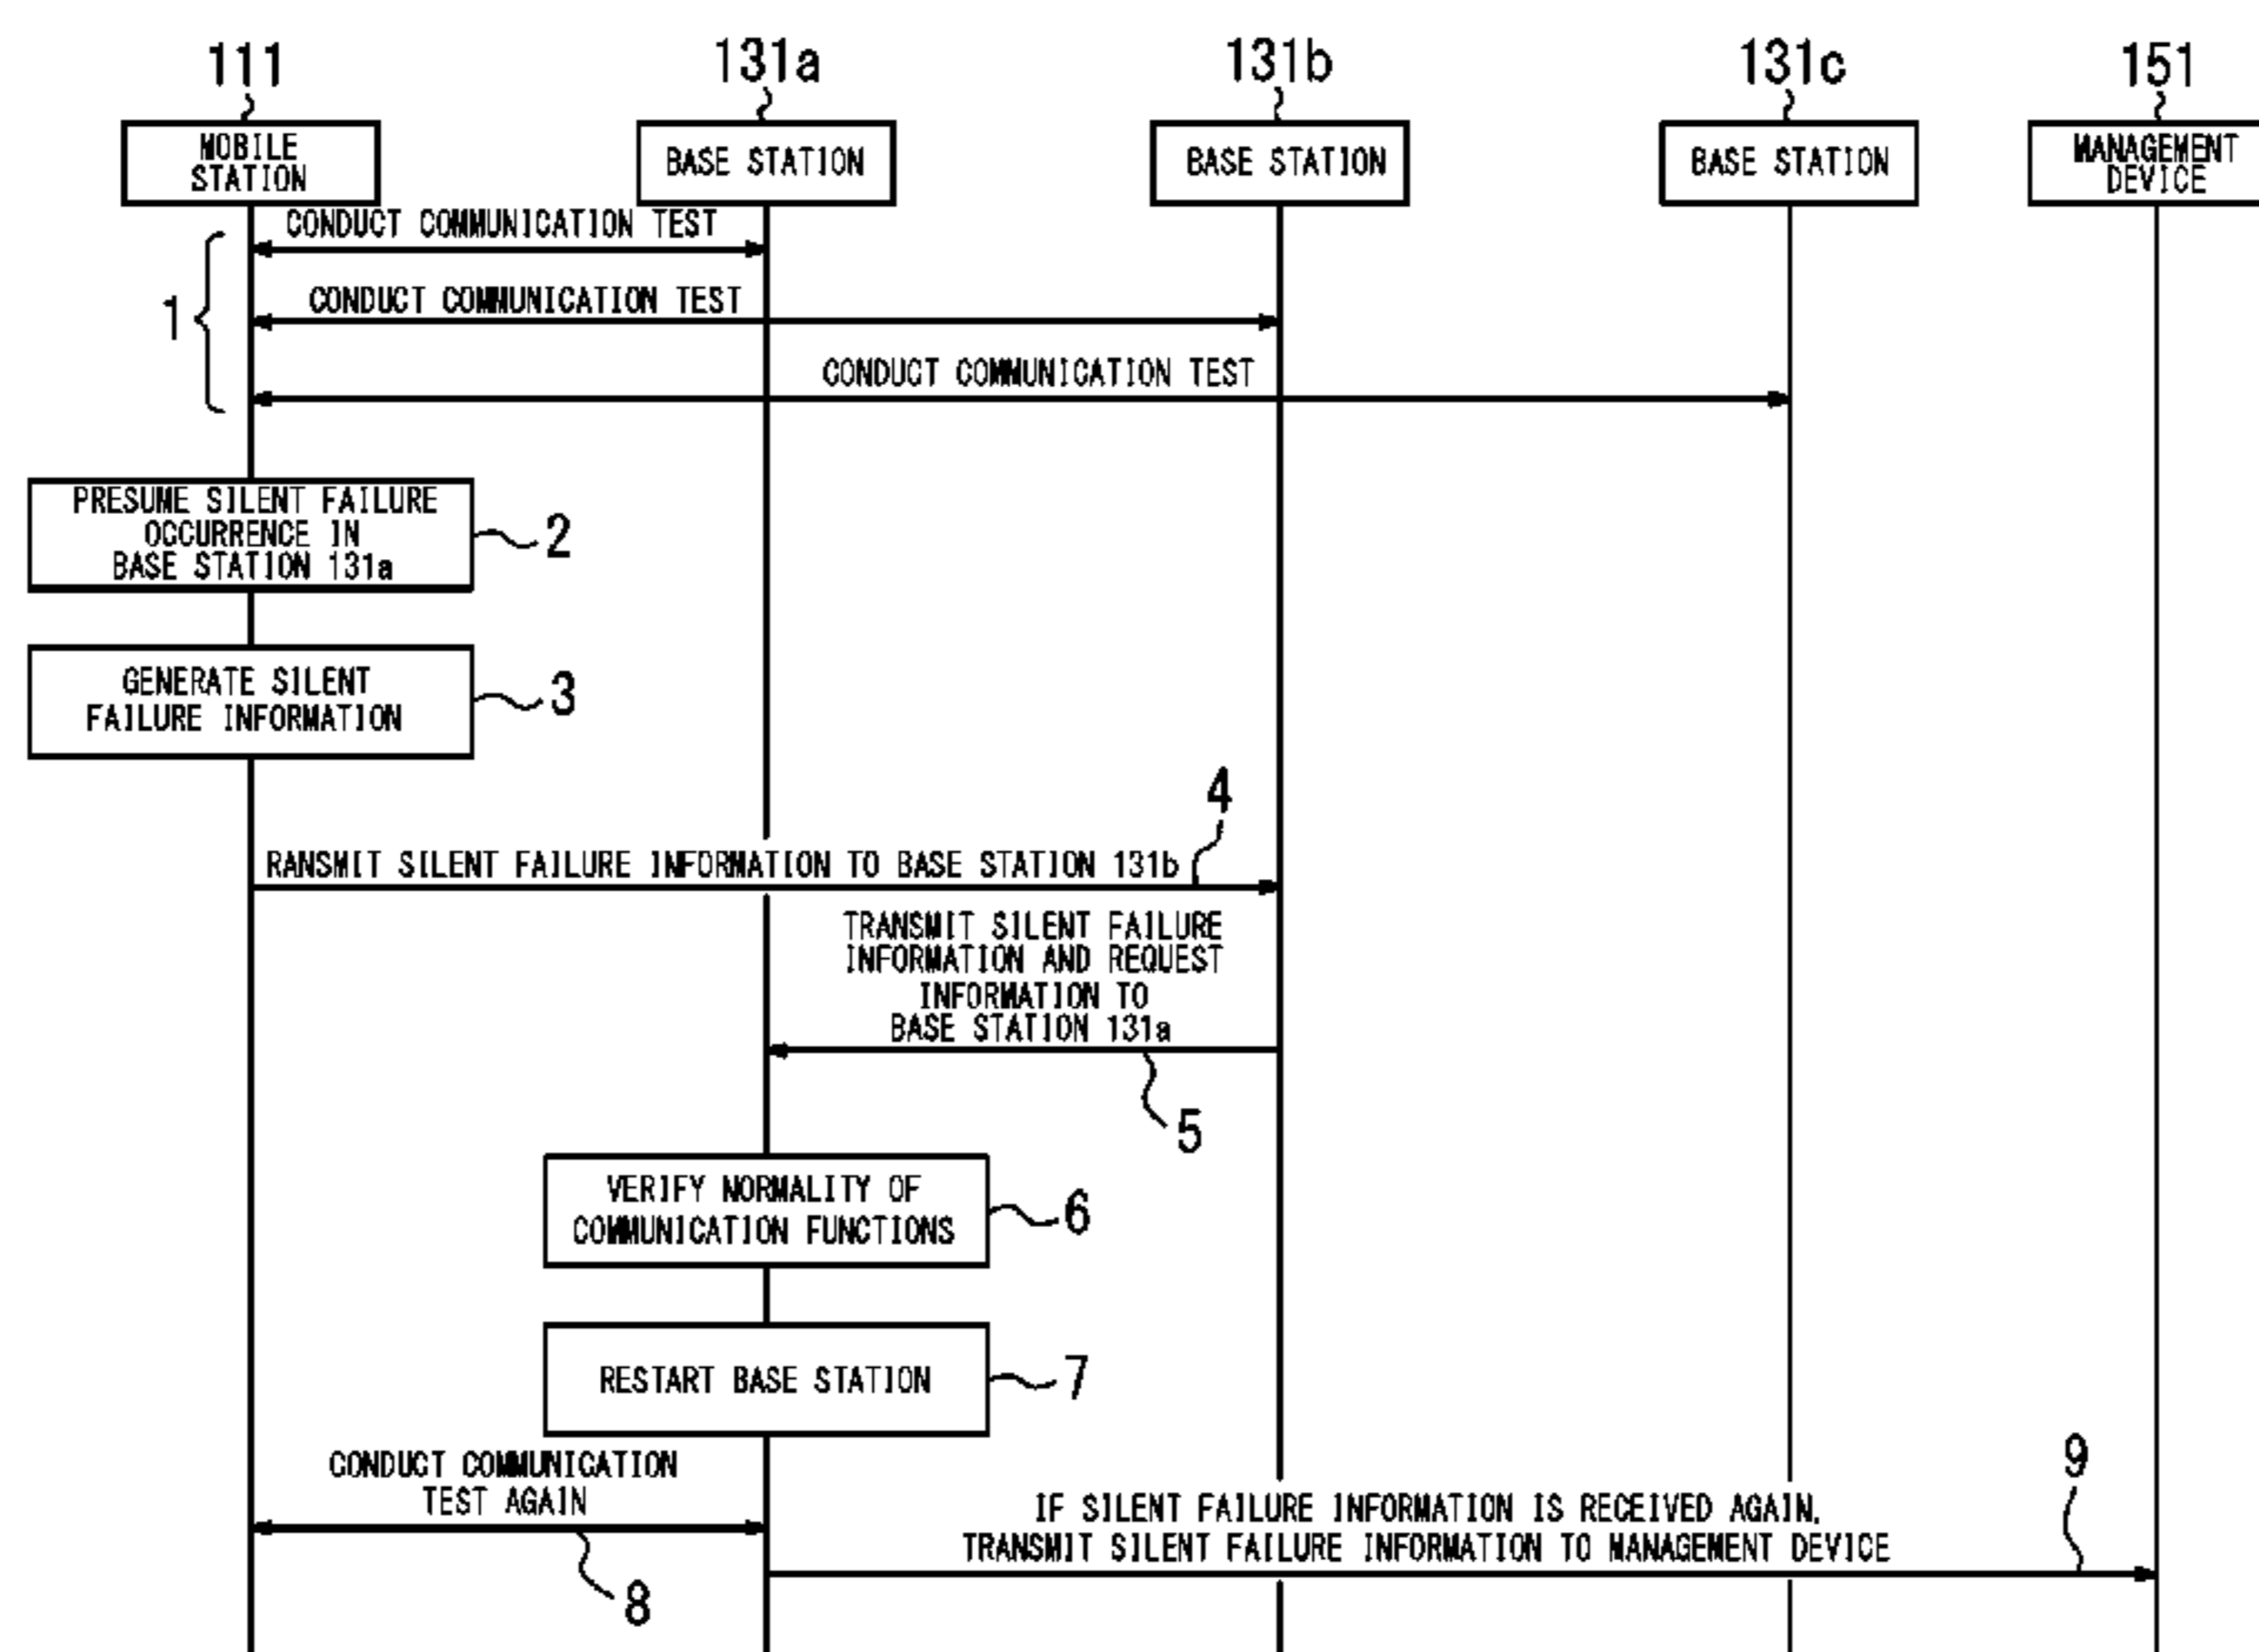 111
131a
131b
131c
151
MOBILE
STATION
BASE STATION
BASE STATION
BASE STATION
MANAGEMENT
DEVICE
CONDUCT COMMUNICATION TEST
CONDUCT COMMUNICATION TEST
1
CONDUCT COMMUNICATION TEST
PRESUME SILENT FAILURE
OCCURRENCE IN
BASE STATION 131a
2
GENERATE SILENT
FAILURE INFORMATION
3
4
RANSMIT SILENT FAILURE INFORMATION TO BASE STATION 131b
TRANSMIT SILENT FAILURE
INFORMATION AND REQUEST
INFORMATION TO
BASE STATION 131a
5
VERIFY NORMALITY OF
COMMUNICATION FUNCTIONS
6
RESTART BASE STATION
7
CONDUCT COMMUNICATION
TEST AGAIN
8
9
IF SILENT FAILURE INFORMATION IS RECEIVED AGAIN,
TRANSMIT SILENT FAILURE INFORMATION TO MANAGEMENT DEVICE